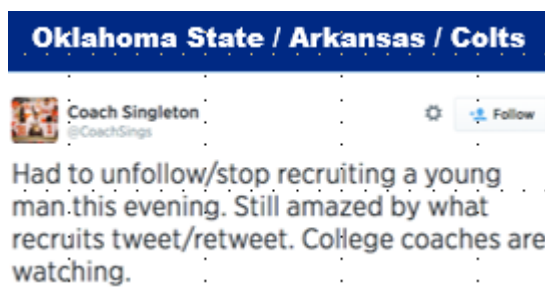 Oklahoma State / Arkansas / Colts
Coach Singleton
@CoachSings
Follow
Had to unfollow/stop recruiting a young
man this evening. Still amazed by what
recruits tweet/retweet. College coaches are
watching.